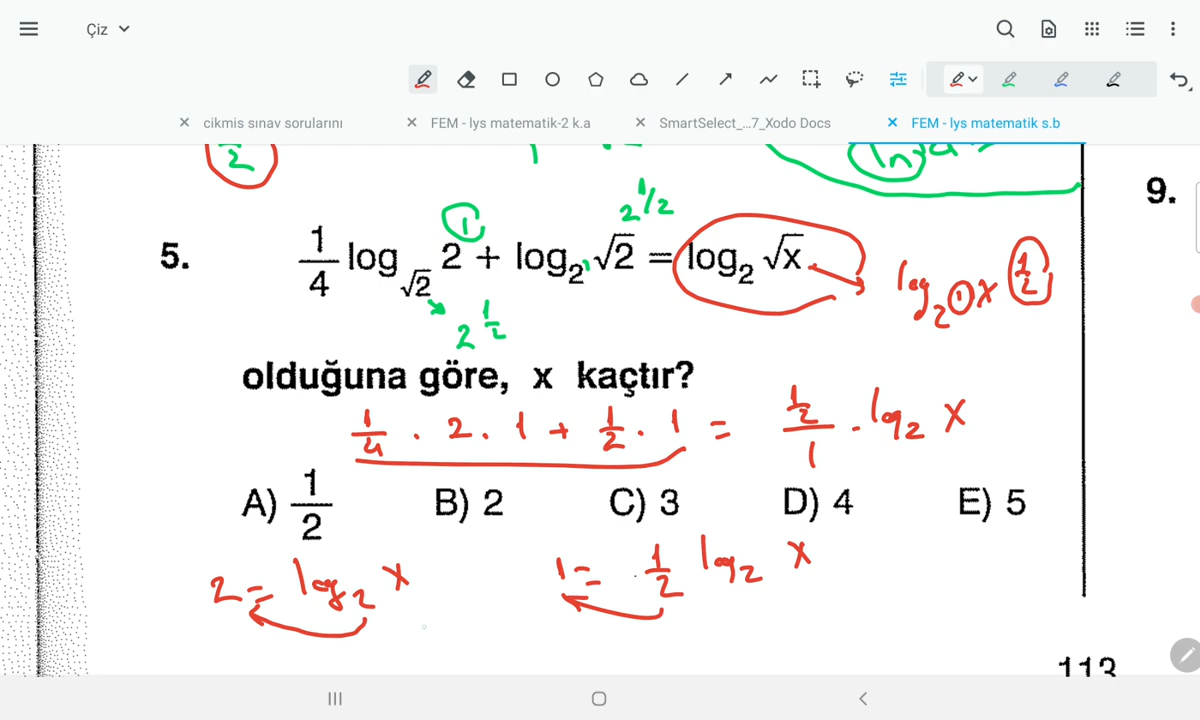 Çiz
cikmis sınav sorularını
FEM - lys matematik-2 k.a
SmartSelect_...7_Xodo Docs
FEM - lys matematik s.b
9.
2^1/2
1
5. 1/4 log√2 2 + log2 √2 = log2 √x
log2 x 1/2
2 1/2
olduğuna göre, x kaçtır?
1/4 . 2 . 1 + 1/2 . 1 = 1/2 / 1 . log2 x
A) 1/2 B) 2 C) 3 D) 4 E) 5
2 = log2 x 1 = 1/2 log2 x
113